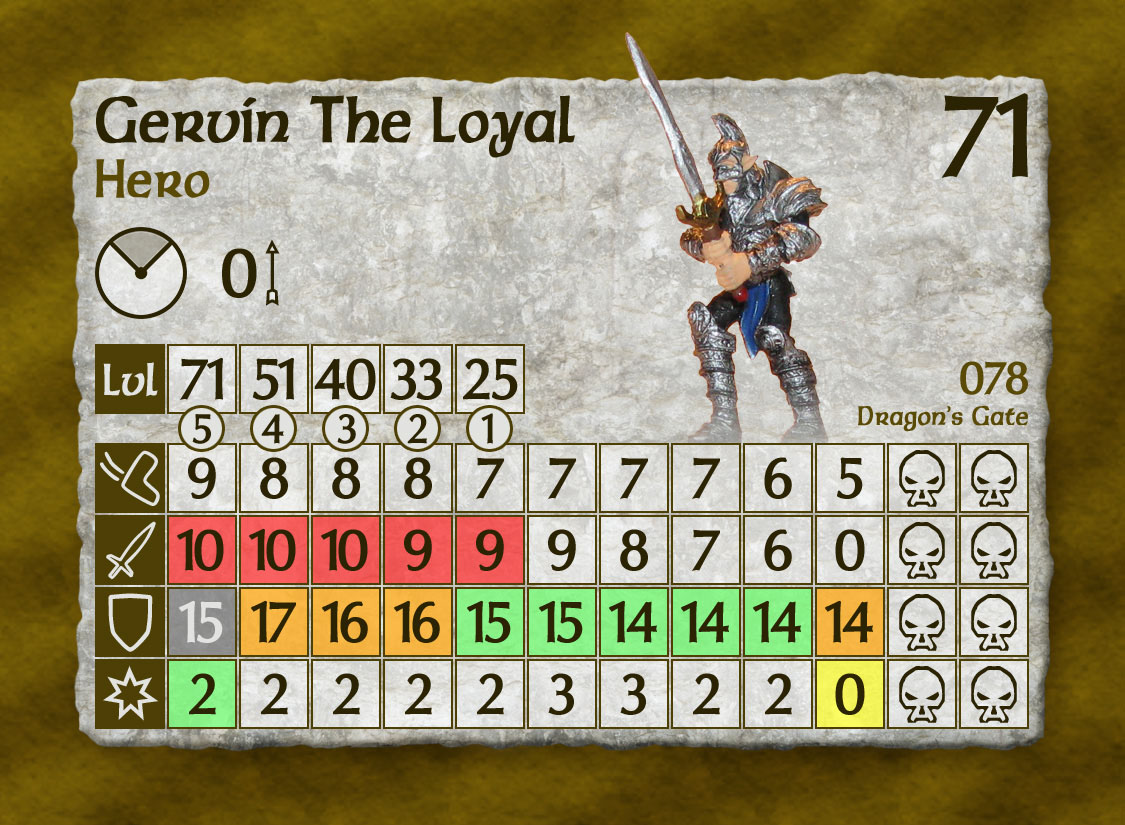 Gervin The Loyal
71
Hero
0
Lvl 71 51 40 33 25
5 4 3 2 1
078
Dragon's Gate
9 8 8 8 7 7 7 7 6 5
10 10 10 9 9 9 8 7 6 0
15 17 16 16 15 15 14 14 14 14
2 2 2 2 2 3 3 2 2 0